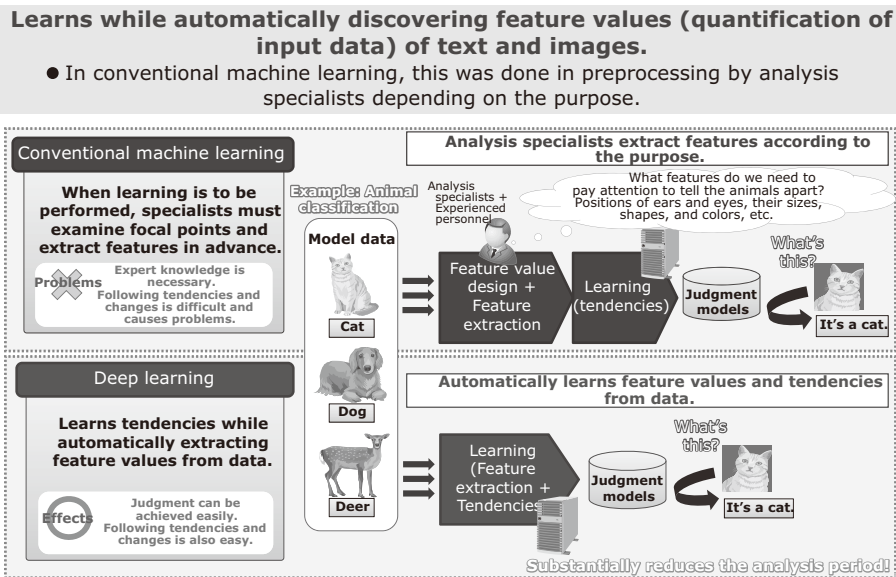 Learns while automatically discovering feature values (quantification of
input data) of text and images.
● In conventional machine learning, this was done in preprocessing by analysis
specialists depending on the purpose.
Conventional machine learning
When learning is to be
performed, specialists must
examine focal points and
extract features in advance.
Problems
Expert knowledge is
necessary.
Following tendencies and
changes is difficult and
causes problems.
Example: Animal
classification
Model data
Cat
Dog
Deer
Analysis specialists extract features according to
the purpose.
Analysis
specialists +
Experienced
personnel
What features do we need to
pay attention to tell the animals apart?
Positions of ears and eyes, their sizes,
shapes, and colors, etc.
Feature value
design +
Feature
extraction
Learning
(tendencies)
Judgment
models
What's
this?
It's a cat.
Deep learning
Learns tendencies while
automatically extracting
feature values from data.
Effects
Judgment can be
achieved easily.
Following tendencies and
changes is also easy.
Automatically learns feature values and tendencies
from data.
Learning
(Feature
extraction +
Tendencies
Judgment
models
What's
this?
It's a cat.
Substantially reduces the analysis period!